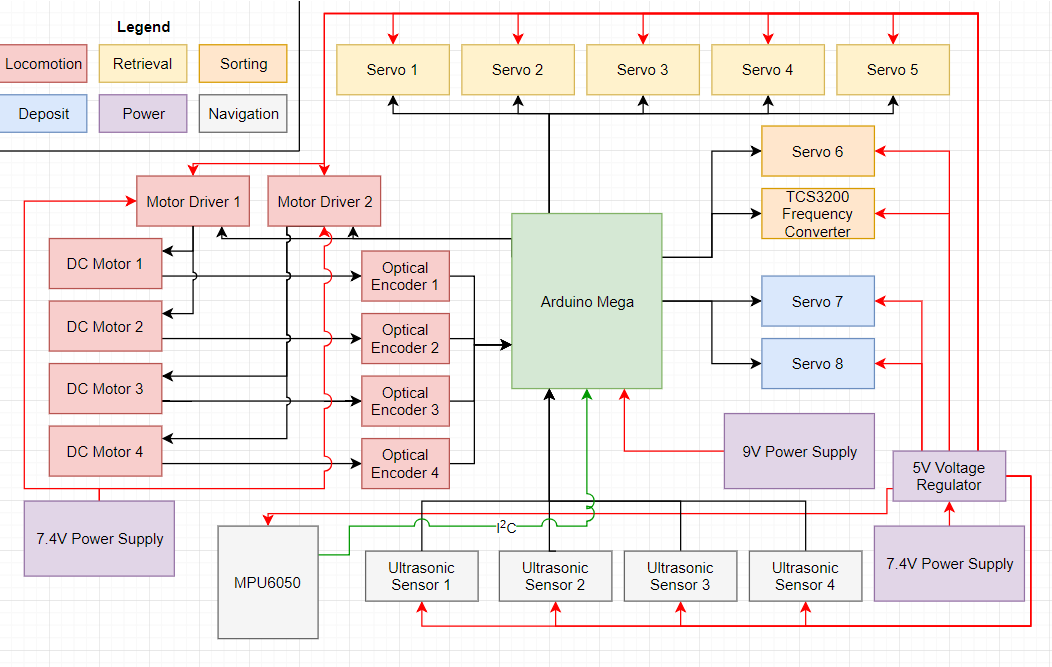 Legend
Locomotion
Retrieval
Sorting
Deposit
Power
Navigation
Servo 1
Servo 2
Servo 3
Servo 4
Servo 5
Servo 6
TCS3200
Frequency
Converter
Motor Driver 1
Motor Driver 2
DC Motor 1
DC Motor 2
DC Motor 3
DC Motor 4
Optical
Encoder 1
Optical
Encoder 2
Optical
Encoder 3
Optical
Encoder 4
Arduino Mega
Servo 7
Servo 8
9V Power Supply
5V Voltage
Regulator
7.4V Power Supply
I²C
MPU6050
Ultrasonic
Sensor 1
Ultrasonic
Sensor 2
Ultrasonic
Sensor 3
Ultrasonic
Sensor 4
7.4V Power Supply